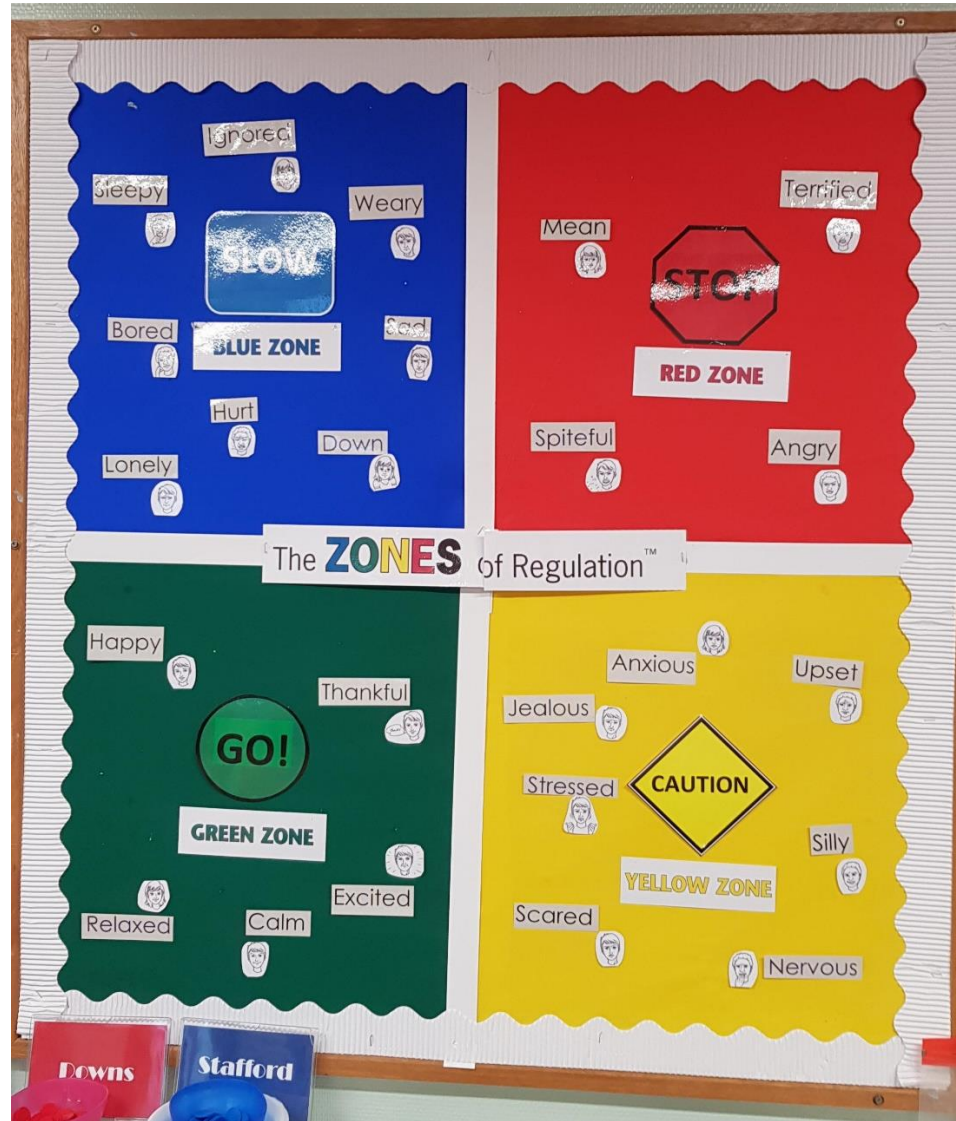 Ignored
Sleepy
Weary
SLOW
Bored
BLUE ZONE
Sad
Hurt
Down
Lonely
Terrified
Mean
STOP
RED ZONE
Spiteful
Angry
The ZONES of Regulation™
Happy
Thankful
GO!
GREEN ZONE
Excited
Relaxed
Calm
Anxious
Upset
Jealous
Stressed
CAUTION
Silly
YELLOW ZONE
Scared
Nervous
Downs
Stafford